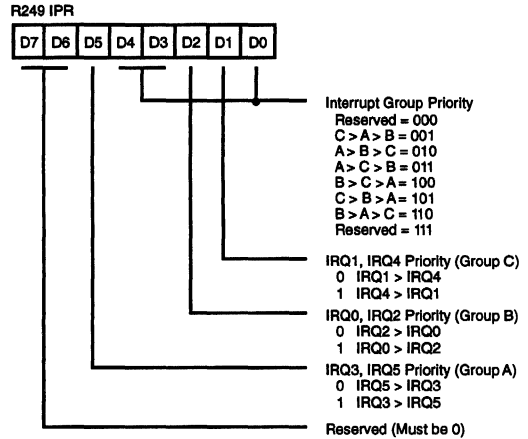 R249 IPR
D7 D6 D5 D4 D3 D2 D1 D0
Interrupt Group Priority
Reserved = 000
C > A > B = 001
A > B > C = 010
A > C > B = 011
B > C > A = 100
C > B > A = 101
B > A > C = 110
Reserved = 111
IRQ1, IRQ4 Priority (Group C)
0 IRQ1 > IRQ4
1 IRQ4 > IRQ1
IRQ0, IRQ2 Priority (Group B)
0 IRQ2 > IRQ0
1 IRQ0 > IRQ2
IRQ3, IRQ5 Priority (Group A)
0 IRQ5 > IRQ3
1 IRQ3 > IRQ5
Reserved (Must be 0)